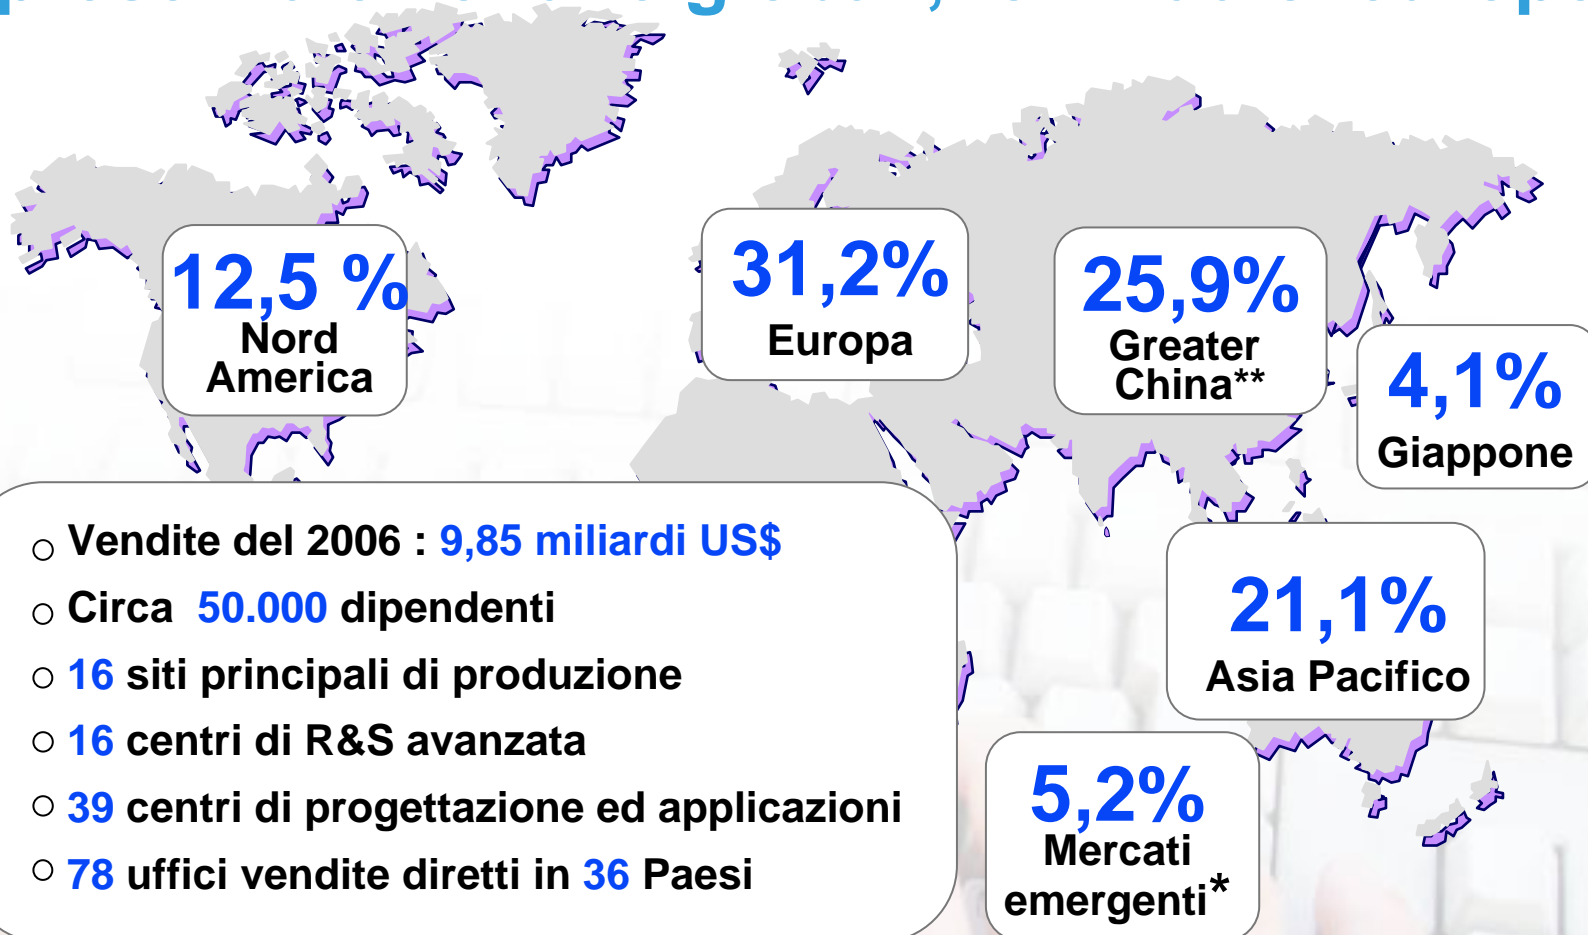 12,5 %
Nord
America
31,2%
Europa
25,9%
Greater
China**
4,1%
Giappone
Vendite del 2006 : 9,85 miliardi US$
Circa 50.000 dipendenti
16 siti principali di produzione
16 centri di R&S avanzata
39 centri di progettazione ed applicazioni
78 uffici vendite diretti in 36 Paesi
21,1%
Asia Pacifico
5,2%
Mercati
emergenti*